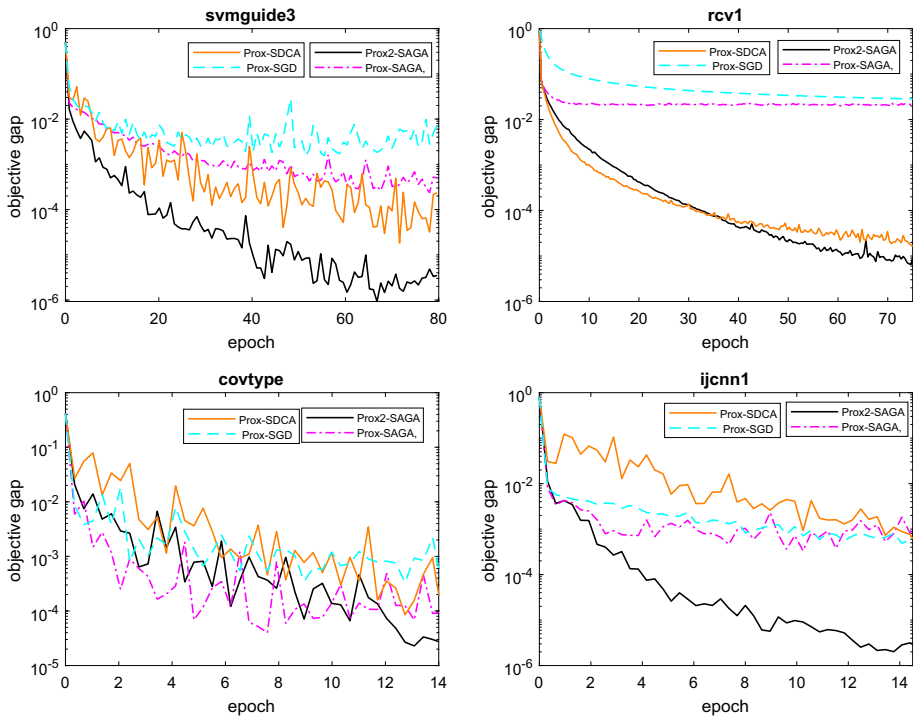 svmguide3
10^0
10^-2
10^-4
10^-6
objective gap
Prox-SDCA
Prox-SGD
Prox2-SAGA
Prox-SAGA,
0 20 40 60 80
epoch
rcv1
10^0
10^-2
10^-4
10^-6
objective gap
Prox-SDCA
Prox-SGD
Prox2-SAGA
Prox-SAGA,
0 10 20 30 40 50 60 70
epoch
covtype
10^0
10^-1
10^-2
10^-3
10^-4
10^-5
objective gap
Prox-SDCA
Prox-SGD
Prox2-SAGA
Prox-SAGA,
0 2 4 6 8 10 12 14
epoch
ijcnn1
10^0
10^-2
10^-4
10^-6
objective gap
Prox-SDCA
Prox-SGD
Prox2-SAGA
Prox-SAGA,
0 2 4 6 8 10 12 14
epoch